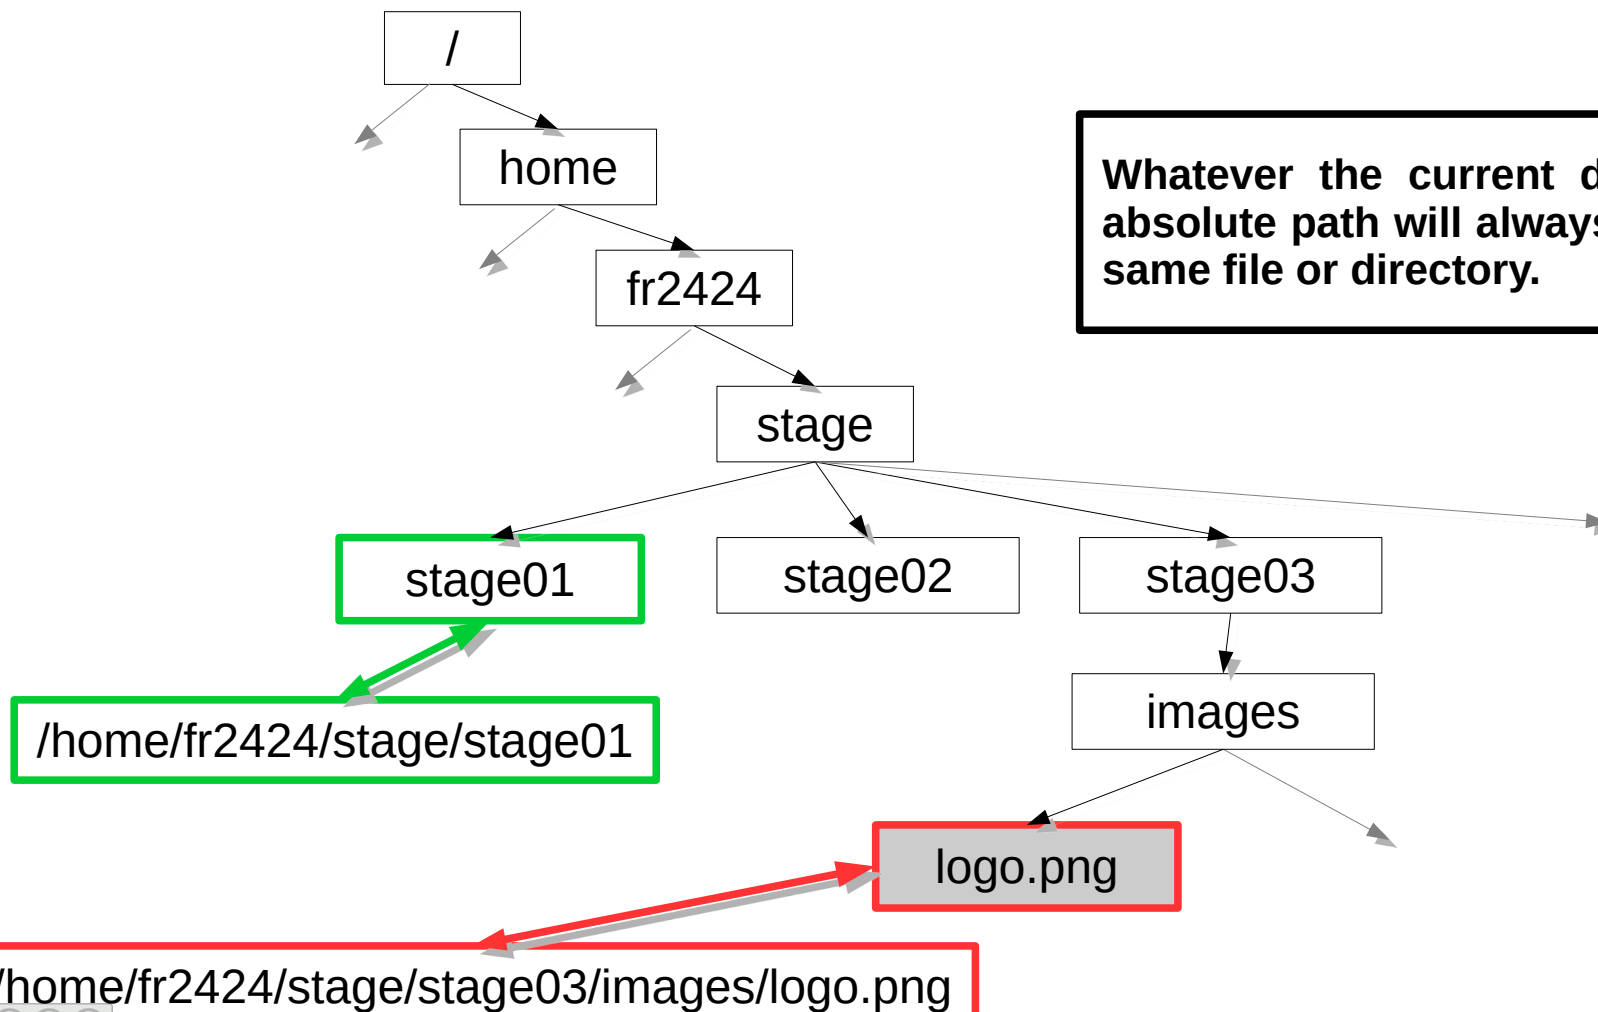 /
home
Whatever the current
absolute path will always
same file or directory.
fr2424
stage
stage01
stage02
stage03
/home/fr2424/stage/stage01
images
logo.png
/home/fr2424/stage/stage03/images/logo.png